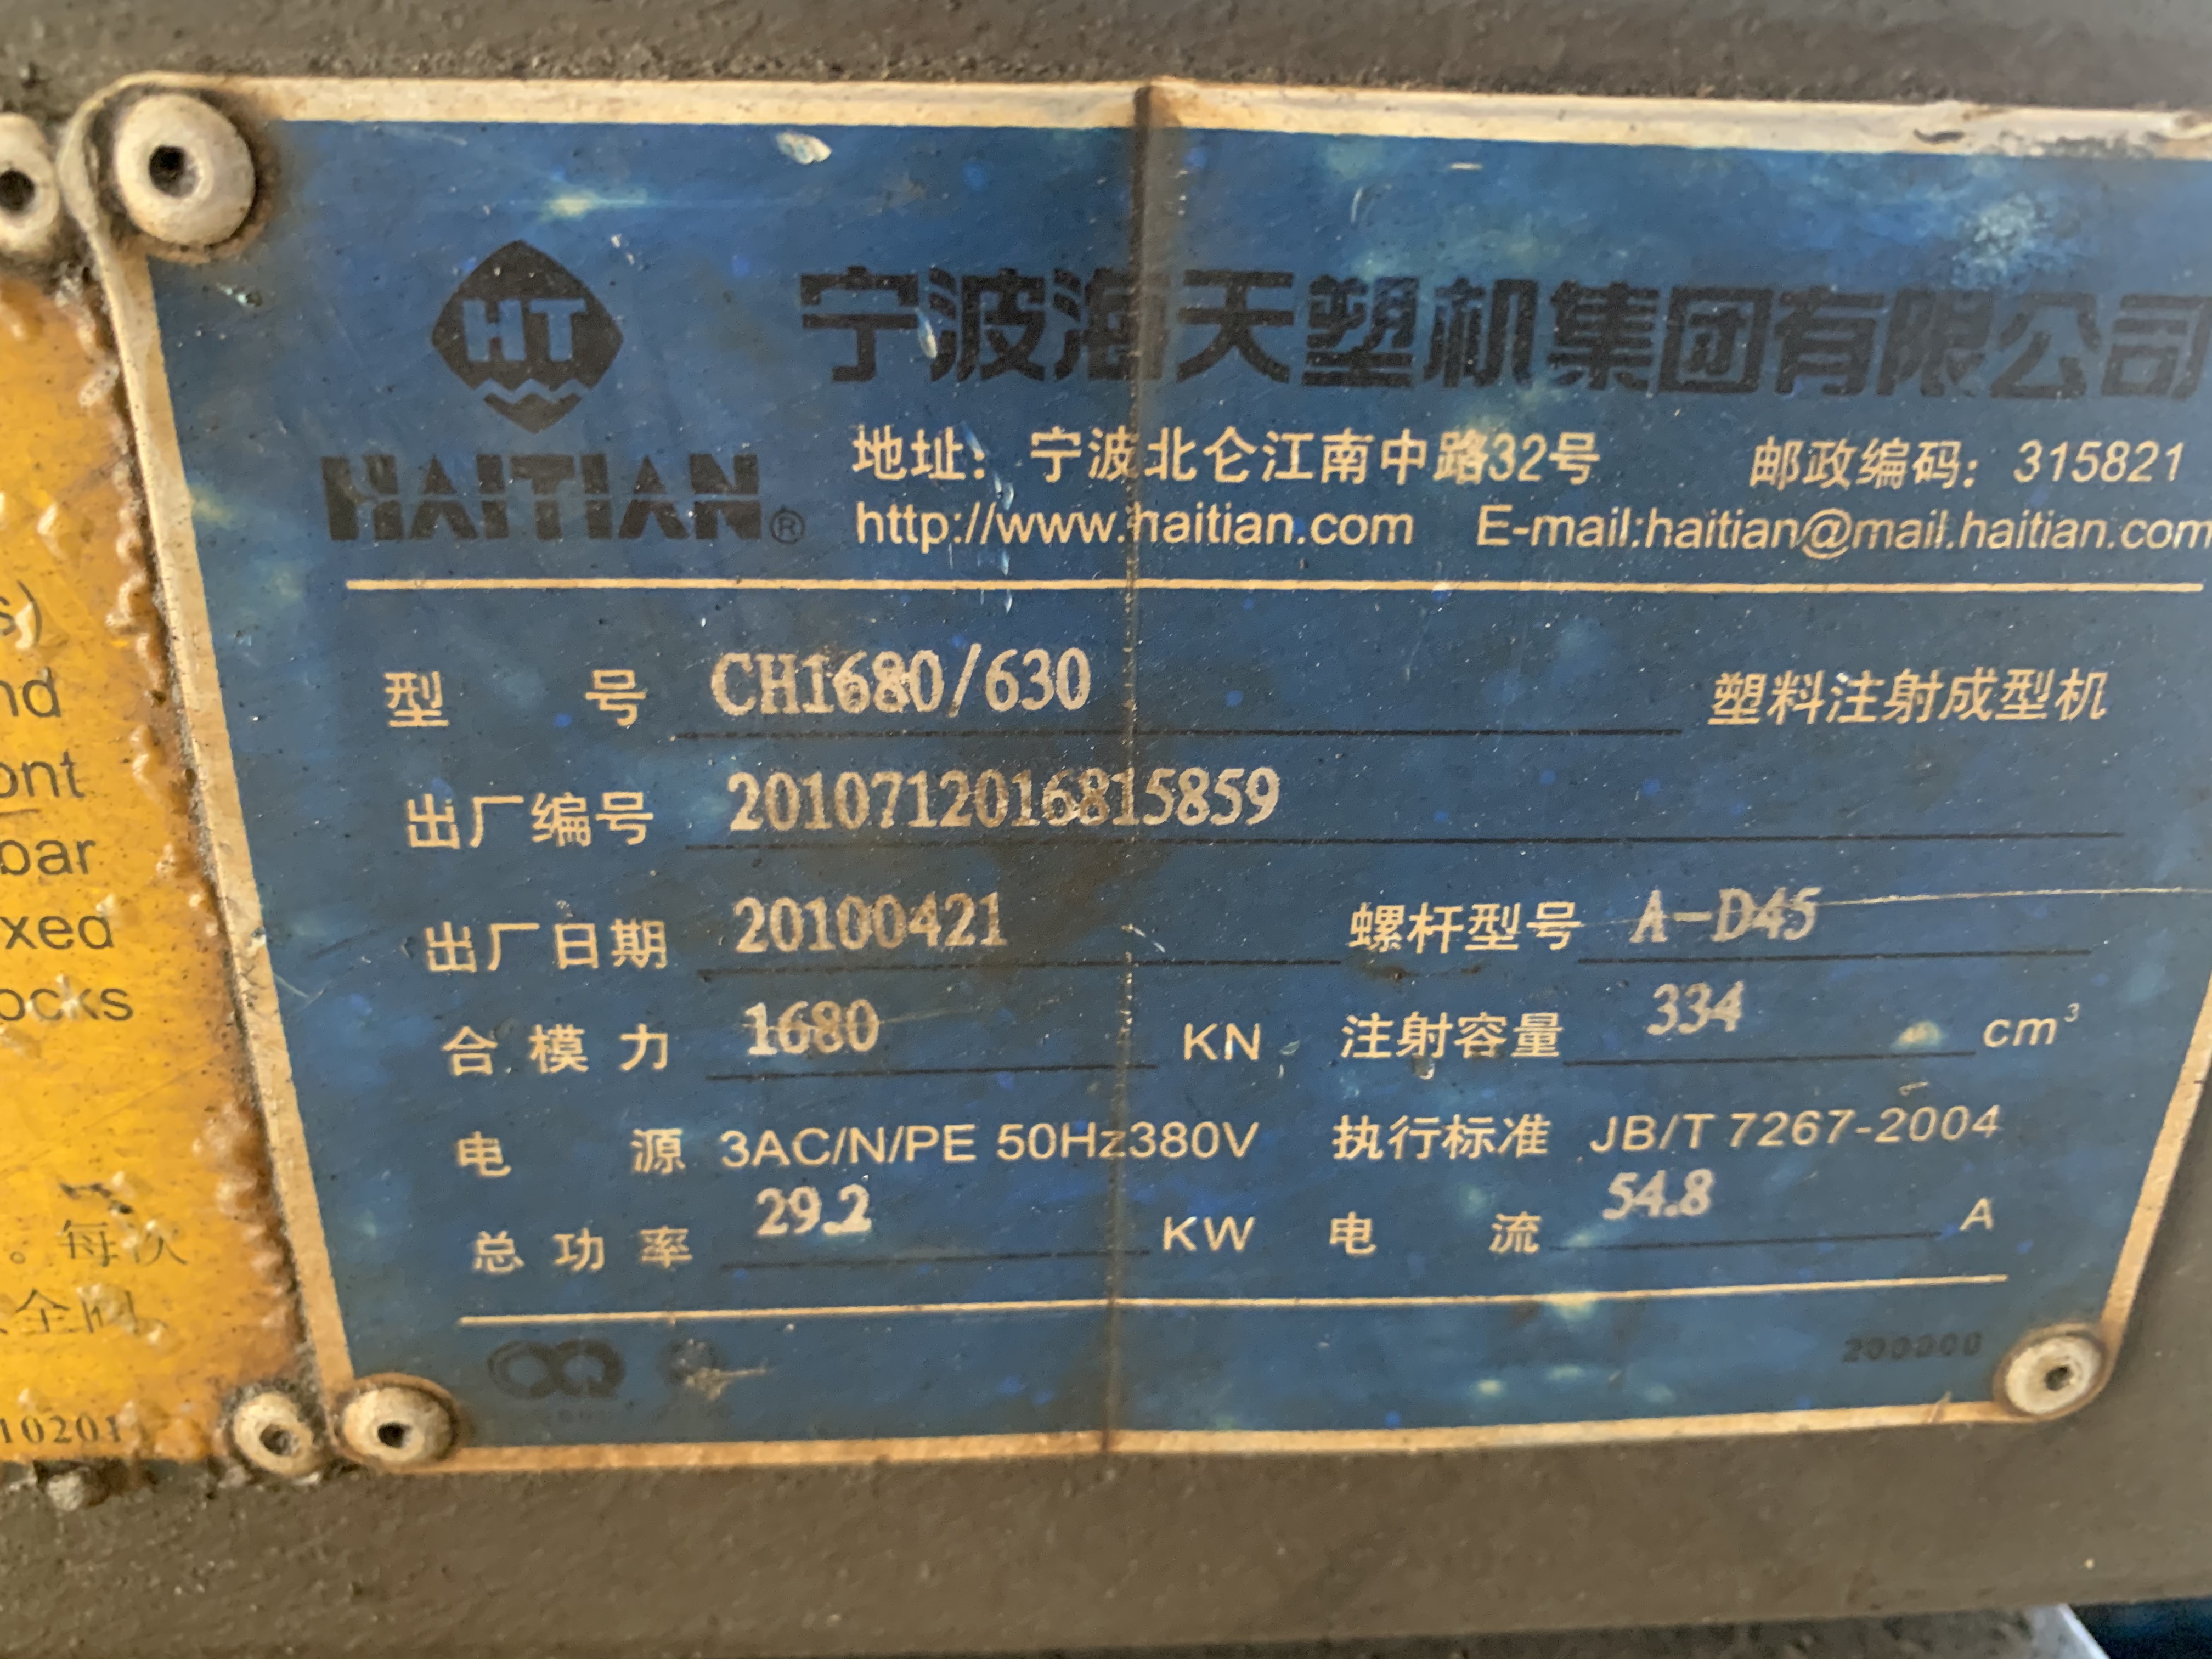 s)
nd
ont
bar
xed
ocks
。每次
全
10201
HT
HAITIAN®
宁波海天塑机集团有限公司
地址：宁波北仑江南中路32号 邮政编码：315821
http://www.haitian.com E-mail:haitian@mail.haitian.com
型 号 CH1680/630 塑料注射成型机
出厂编号 2010712016815859
出厂日期 20100421 螺杆型号 A-D45
合模力 1680 KN 注射容量 334 cm³
电 源 3AC/N/PE 50Hz380V 执行标准 JB/T 7267-2004
总功率 29.2 KW 电 流 54.8 A